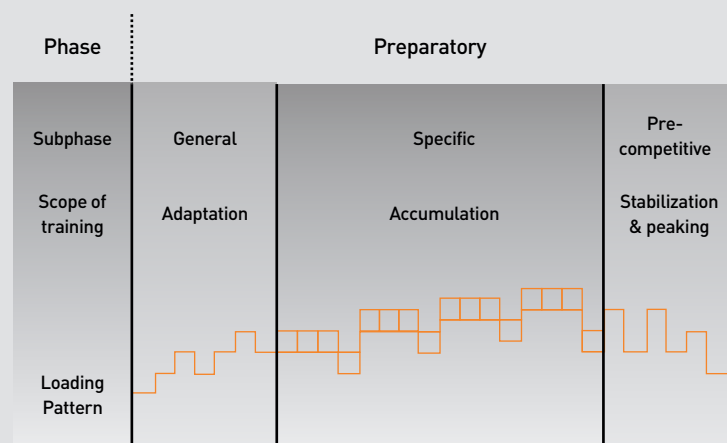 Phase
Preparatory
Subphase
General
Specific
Pre-
competitive
Scope of
training
Adaptation
Accumulation
Stabilization
& peaking
Loading
Pattern